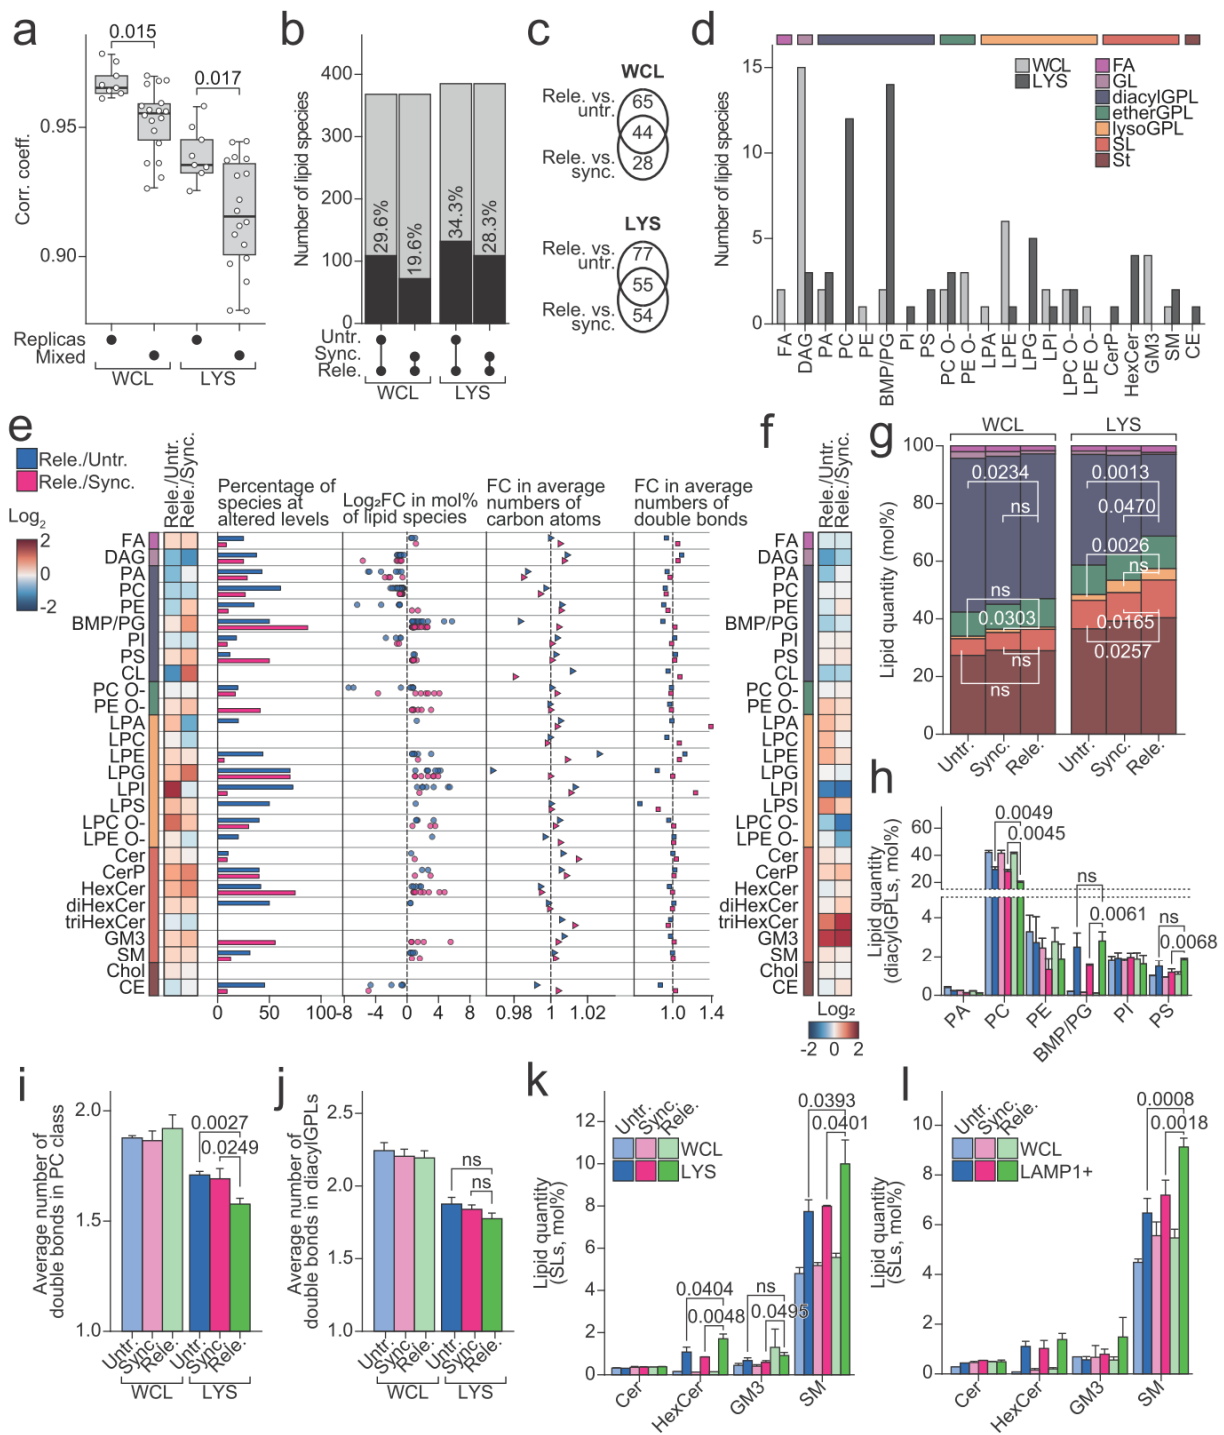 a
0.015
0.017
0.95
0.90
Corr. coeff.
Replicas
Mixed
WCL
LYS
b
400
300
200
100
0
Number of lipid species
29.6%
19.6%
34.3%
28.3%
Untr.
Sync.
Rele.
WCL
LYS
c
WCL
Rele. vs.
untr.
65
44
28
Rele. vs.
sync.
LYS
Rele. vs.
untr.
77
55
54
Rele. vs.
sync.
d
15
10
5
0
Number of lipid species
WCL
LYS
FA
GL
diacylGPL
etherGPL
lysoGPL
SL
St
FA
DAG
PA
PC
PE
BMP/PG
PI
PS
PC O-
PE O-
LPA
LPE
LPG
LPI
LPC O-
LPE O-
CerP
HexCer
GM3
SM
CE
e
Rele./Untr.
Rele./Sync.
Log2
2
0
-2
Rele./Untr.
Rele./Sync.
Percentage of
species at
altered levels
Log2FC in mol%
of lipid species
FC in average
numbers of
carbon atoms
FC in average
numbers of
double bonds
FA
DAG
PA
PC
PE
BMP/PG
PI
PS
CL
PC O-
PE O-
LPA
LPC
LPE
LPG
LPI
LPS
LPC O-
LPE O-
Cer
CerP
HexCer
diHexCer
triHexCer
GM3
SM
Chol
CE
0
50
100
-8
-4
0
4
8
0.98
1
1.02
1.0
1.4
f
Rele./Untr.
Rele./Sync.
FA
DAG
PA
PC
PE
BMP/PG
PI
PS
CL
PC O-
PE O-
LPA
LPC
LPE
LPG
LPI
LPS
LPC O-
LPE O-
Cer
CerP
HexCer
diHexCer
triHexCer
GM3
SM
Chol
CE
Log2
-2
0
2
g
WCL
LYS
100
80
60
40
20
0
Lipid quantity (mol%)
0.0234
ns
ns
0.0303
ns
ns
0.0013
0.0470
0.0026
ns
0.0165
0.0257
Untr.
Sync.
Rele.
Untr.
Sync.
Rele.
h
60
40
20
4
2
0
Lipid quantity
(diacylGPLs, mol%)
0.0049
0.0045
ns
0.0061
ns
0.0068
PA
PC
PE
BMP/PG
PI
PS
i
2.0
1.5
1.0
Average number of
double bonds in PC class
0.0027
0.0249
Untr.
Sync.
Rele.
Untr.
Sync.
Rele.
WCL
LYS
j
2.5
2.0
1.5
1.0
Average number of
double bonds in diacylGPLs
ns
ns
Untr.
Sync.
Rele.
Untr.
Sync.
Rele.
WCL
LYS
k
12
10
8
6
4
2
0
Lipid quantity
(SLs, mol%)
Untr.
Sync.
Rele.
WCL
LYS
0.0393
0.0401
0.0404
0.0048
ns
0.0495
Cer
HexCer
GM3
SM
l
10
8
6
4
2
0
Lipid quantity
(SLs, mol%)
Untr.
Sync.
Rele.
WCL
LAMP1+
0.0008
0.0018
Cer
HexCer
GM3
SM